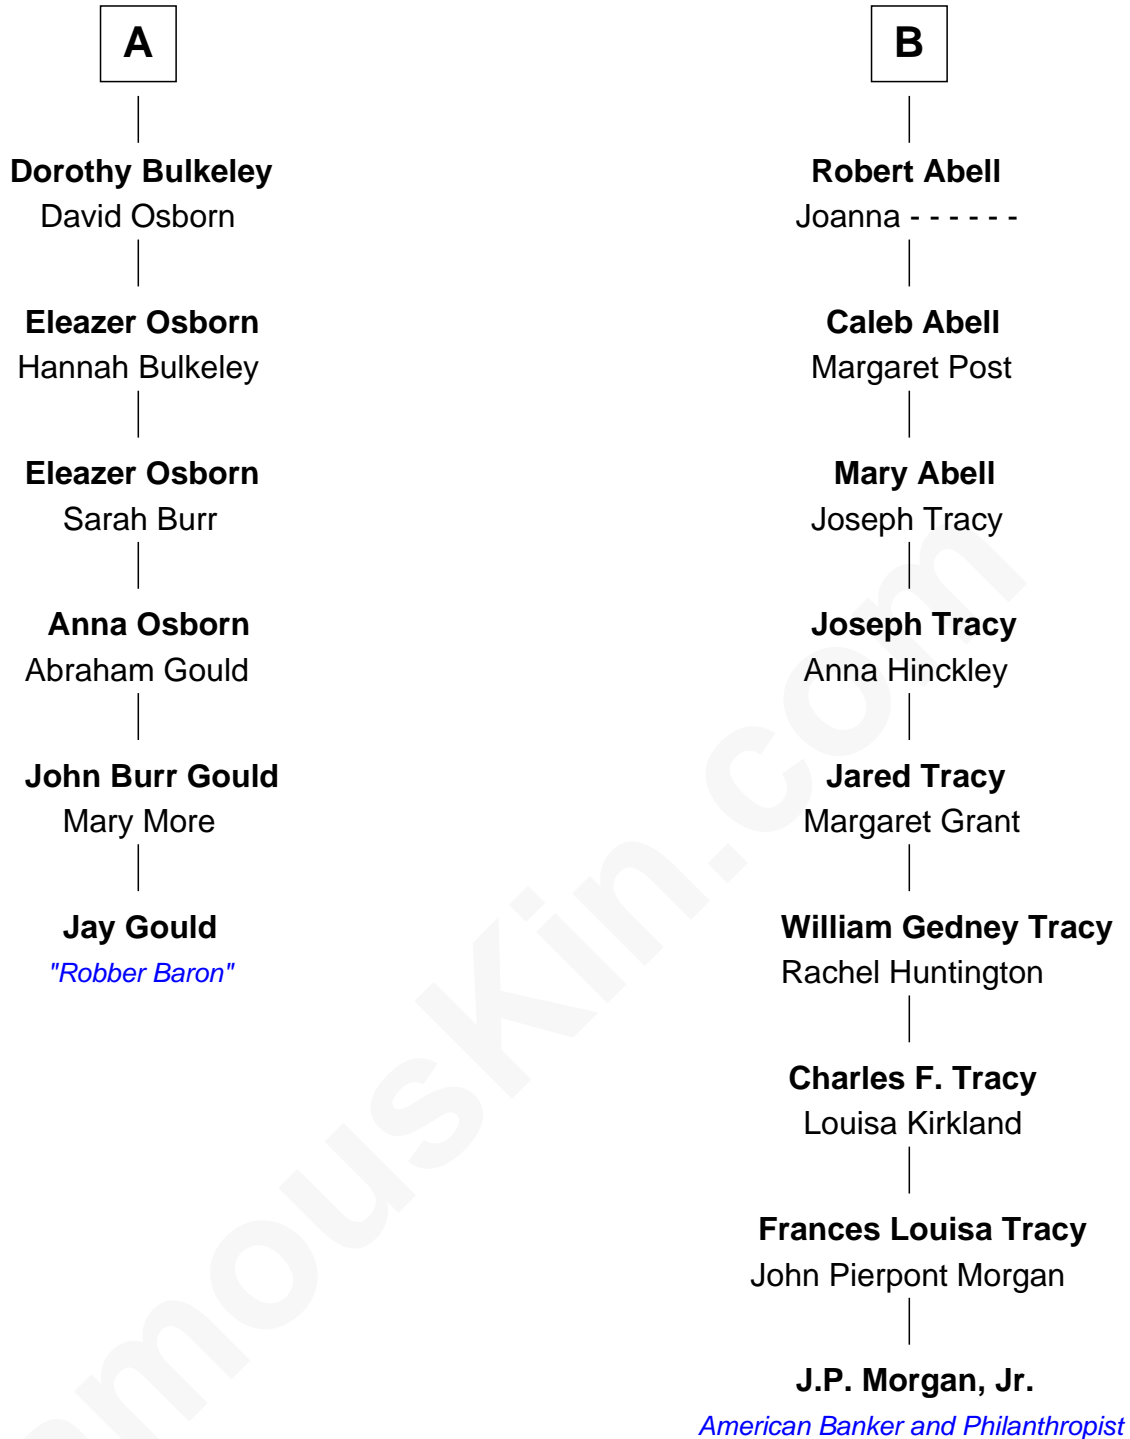 A
Dorothy Bulkeley
David Osborn
Eleazer Osborn
Hannah Bulkeley
Eleazer Osborn
Sarah Burr
Anna Osborn
Abraham Gould
John Burr Gould
Mary More
Jay Gould
"Robber Baron"
B
Robert Abell
Joanna - - - - - -
Caleb Abell
Margaret Post
Mary Abell
Joseph Tracy
Joseph Tracy
Anna Hinckley
Jared Tracy
Margaret Grant
William Gedney Tracy
Rachel Huntington
Charles F. Tracy
Louisa Kirkland
Frances Louisa Tracy
John Pierpont Morgan
J.P. Morgan, Jr.
American Banker and Philanthropist
amouskin.com